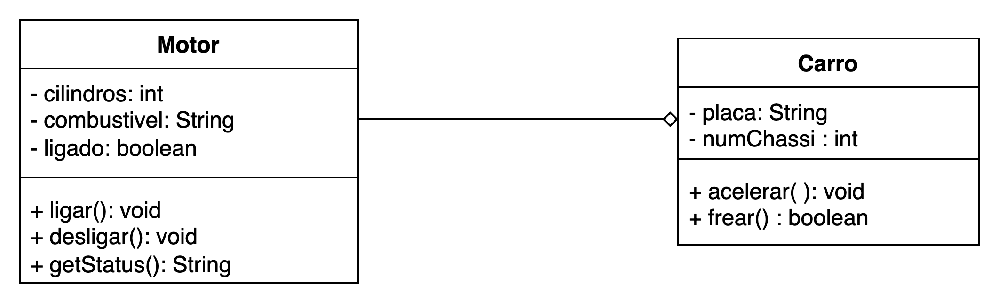 Motor
- cilindros: int
- combustivel: String
- ligado: boolean
+ ligar(): void
+ desligar(): void
+ getStatus(): String
Carro
- placa: String
- numChassi : int
+ acelerar( ): void
+ frear() : boolean